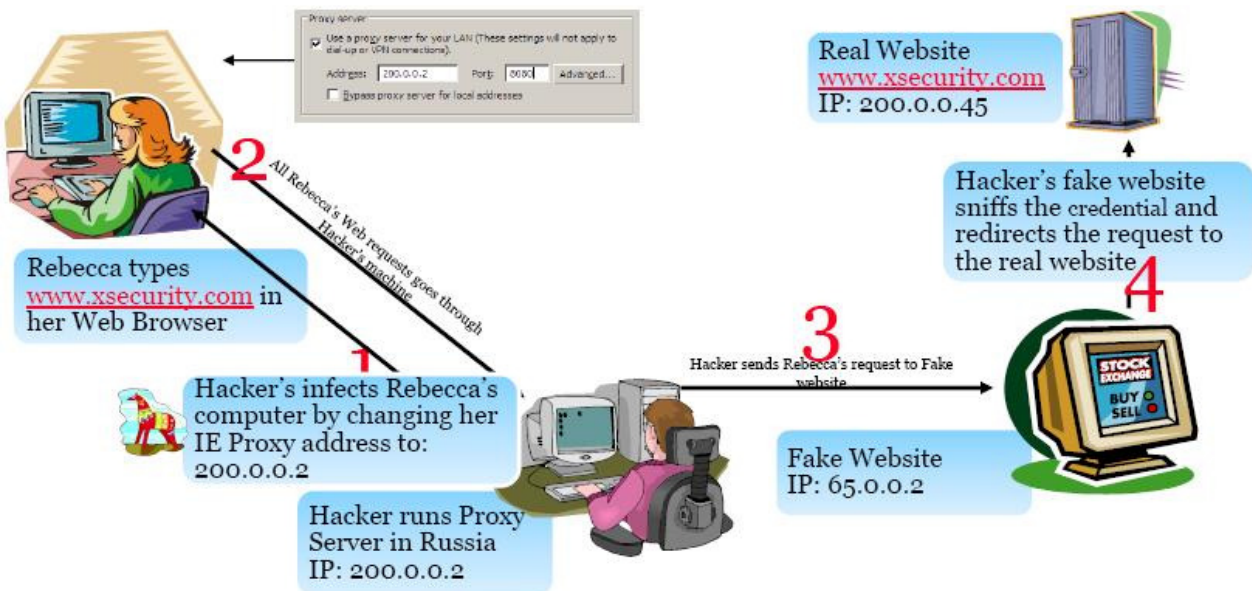 Proxy server
Use a proxy server for your LAN (These settings will not apply to
dial-up or VPN connections).
Address: 200.0.0.2 Port: 8080 Advanced...
Bypass proxy server for local addresses
Real Website
www.xsecurity.com
IP: 200.0.0.45
2
All Rebecca's Web requests goes through
Hacker's machine
Hacker's fake website
sniffs the credential and
redirects the request to
the real website
4
Rebecca types
www.xsecurity.com in
her Web Browser
3
Hacker sends Rebecca's request to Fake
website
STOCK
EXCHANGE
BUY
SELL
1
Hacker's infects Rebecca's
computer by changing her
IE Proxy address to:
200.0.0.2
Fake Website
IP: 65.0.0.2
Hacker runs Proxy
Server in Russia
IP: 200.0.0.2